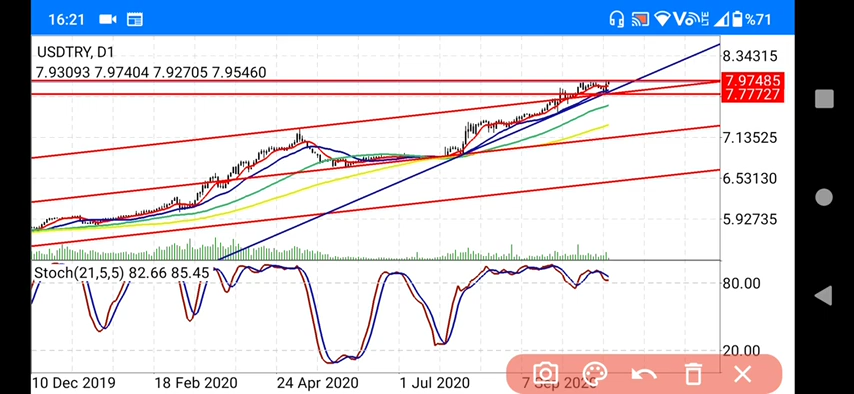 16:21
%71
USDTRY, D1
7.93093 7.97404 7.92705 7.95460
8.34315
7.97485
7.77727
7.13525
6.53130
5.92735
Stoch(21,5,5) 82.66 85.45
80.00
20.00
10 Dec 2019 18 Feb 2020 24 Apr 2020 1 Jul 2020 7 Sep 2020